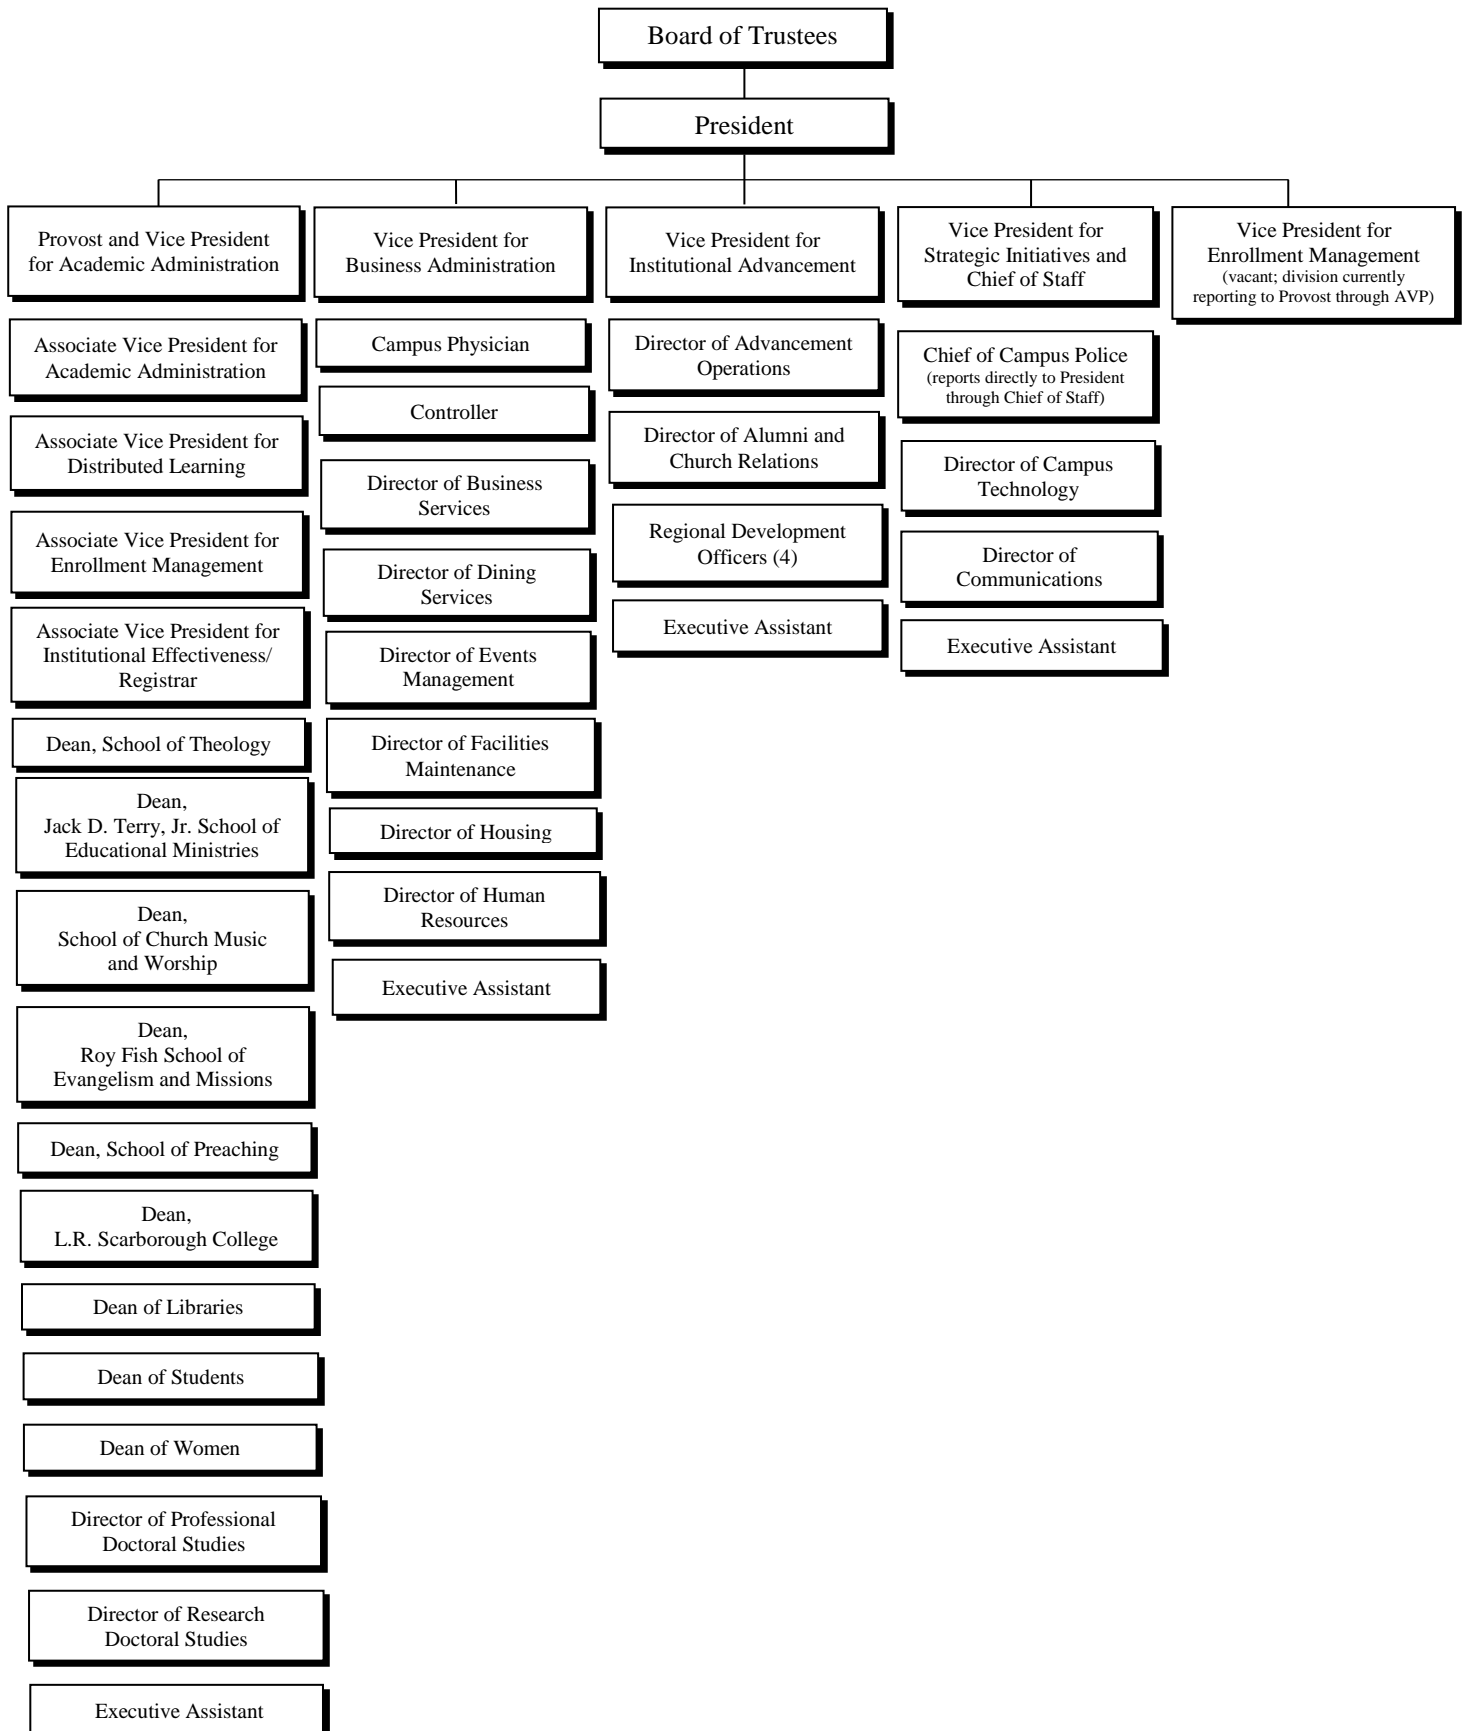 Board of Trustees
President
Provost and Vice President
for Academic Administration
Vice President for
Business Administration
Vice President for
Institutional Advancement
Vice President for
Strategic Initiatives and
Chief of Staff
Vice President for
Enrollment Management
(vacant; division currently
reporting to Provost through AVP)
Associate Vice President for
Academic Administration
Associate Vice President for
Distributed Learning
Associate Vice President for
Enrollment Management
Associate Vice President for
Institutional Effectiveness/
Registrar
Dean, School of Theology
Dean,
Jack D. Terry, Jr. School of
Educational Ministries
Dean,
School of Church Music
and Worship
Dean,
Roy Fish School of
Evangelism and Missions
Dean, School of Preaching
Dean,
L.R. Scarborough College
Dean of Libraries
Dean of Students
Dean of Women
Director of Professional
Doctoral Studies
Director of Research
Doctoral Studies
Executive Assistant
Campus Physician
Controller
Director of Business
Services
Director of Dining
Services
Director of Events
Management
Director of Facilities
Maintenance
Director of Housing
Director of Human
Resources
Executive Assistant
Director of Advancement
Operations
Director of Alumni and
Church Relations
Regional Development
Officers (4)
Executive Assistant
Chief of Campus Police
(reports directly to President
through Chief of Staff)
Director of Campus
Technology
Director of
Communications
Executive Assistant